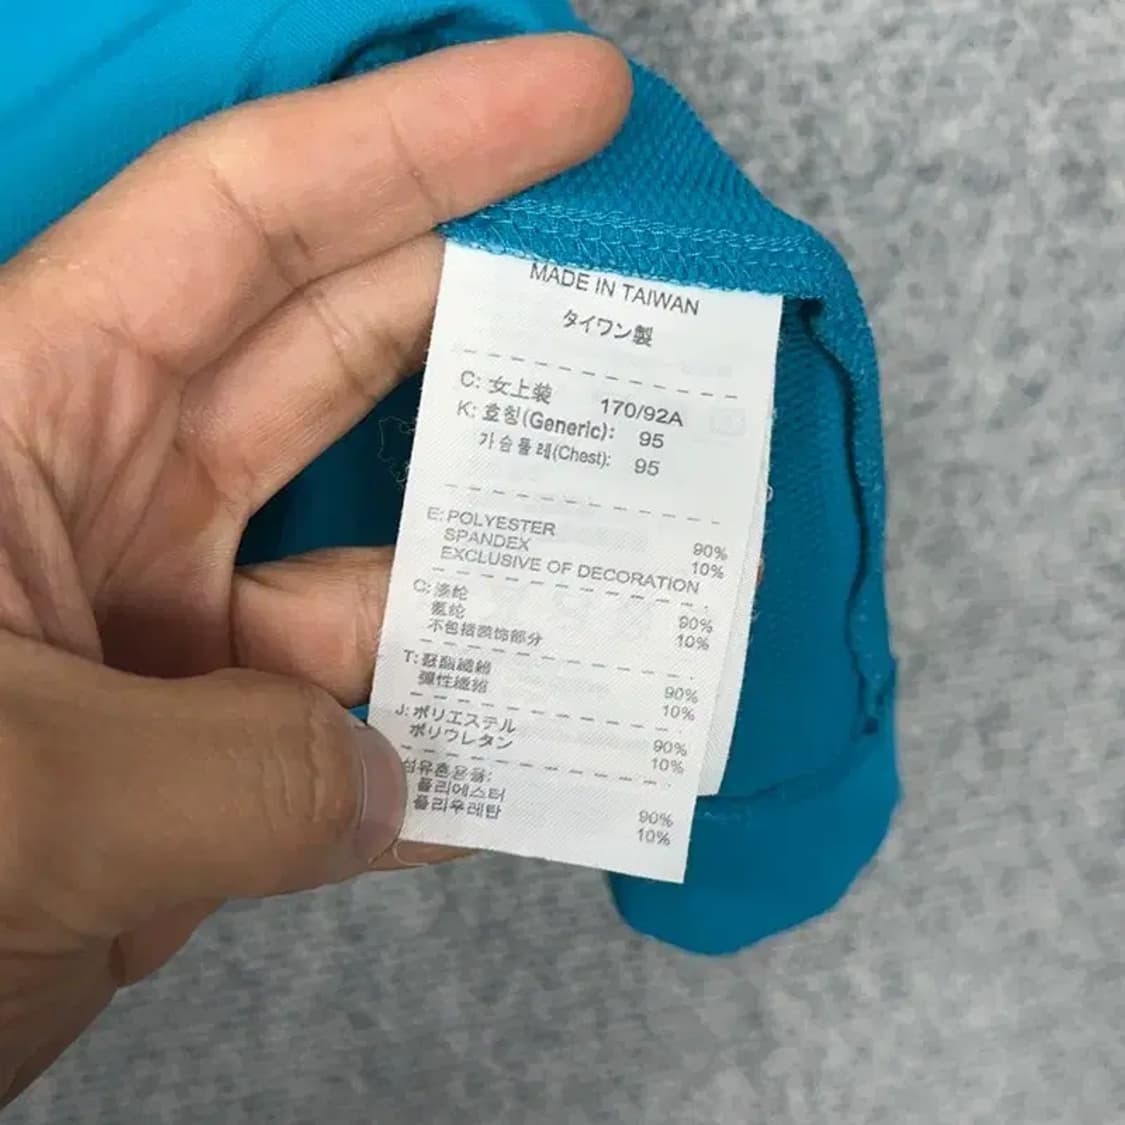 MADE IN TAIWAN
タイワン製
C: 女上装 170/92A
K: 호칭(Generic): 95
가슴둘레(Chest): 95
E: POLYESTER 90%
SPANDEX 10%
EXCLUSIVE OF DECORATION
C: 涤纶 90%
氨纶 10%
不包括装饰部分
T: 聚酯纖維 90%
彈性纖維 10%
J: ポリエステル 90%
ポリウレタン 10%
섬유혼용율:
폴리에스터 90%
폴리우레탄 10%